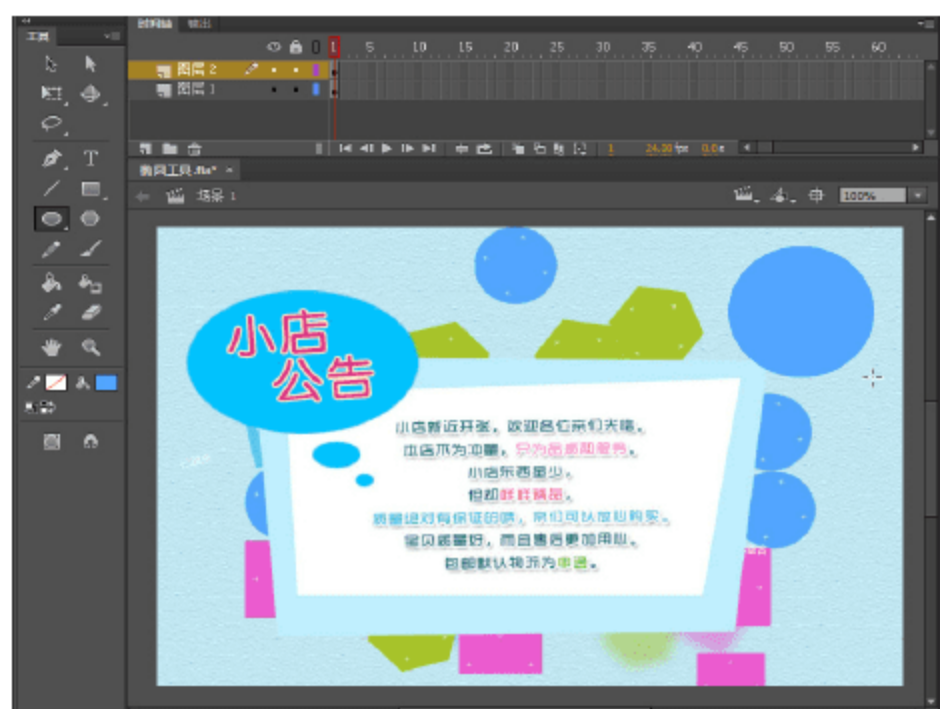 时间轴 输出
工具
1 5 10 15 20 25 30 35 40 45 50 55 60
图层 2
图层 1
1 24.00 fps 0.0 s
场景 1
100%
小店
公告
小店新近开张，欢迎各位亲们光临。
本店不为冲量，只为品质和服务。
小店东西虽少，
但却样样精品。
质量绝对有保证的哦，亲们可以放心购买。
宝贝质量好，而且售后更加用心。
包邮默认物流为申通。